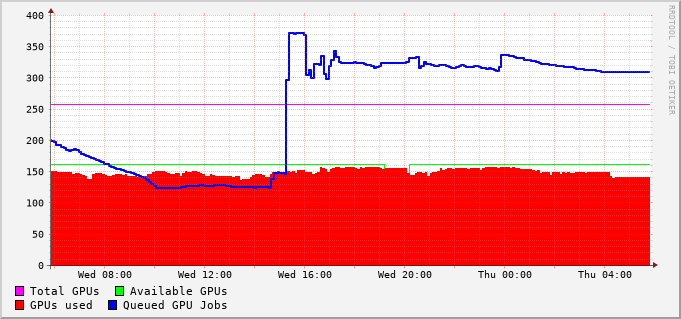 400
350
300
250
200
150
100
50
0
Wed 08:00 Wed 12:00 Wed 16:00 Wed 20:00 Thu 00:00 Thu 04:00
Total GPUs Available GPUs
GPUs used Queued GPU Jobs
RRDTOOL / TOBI OETIKER